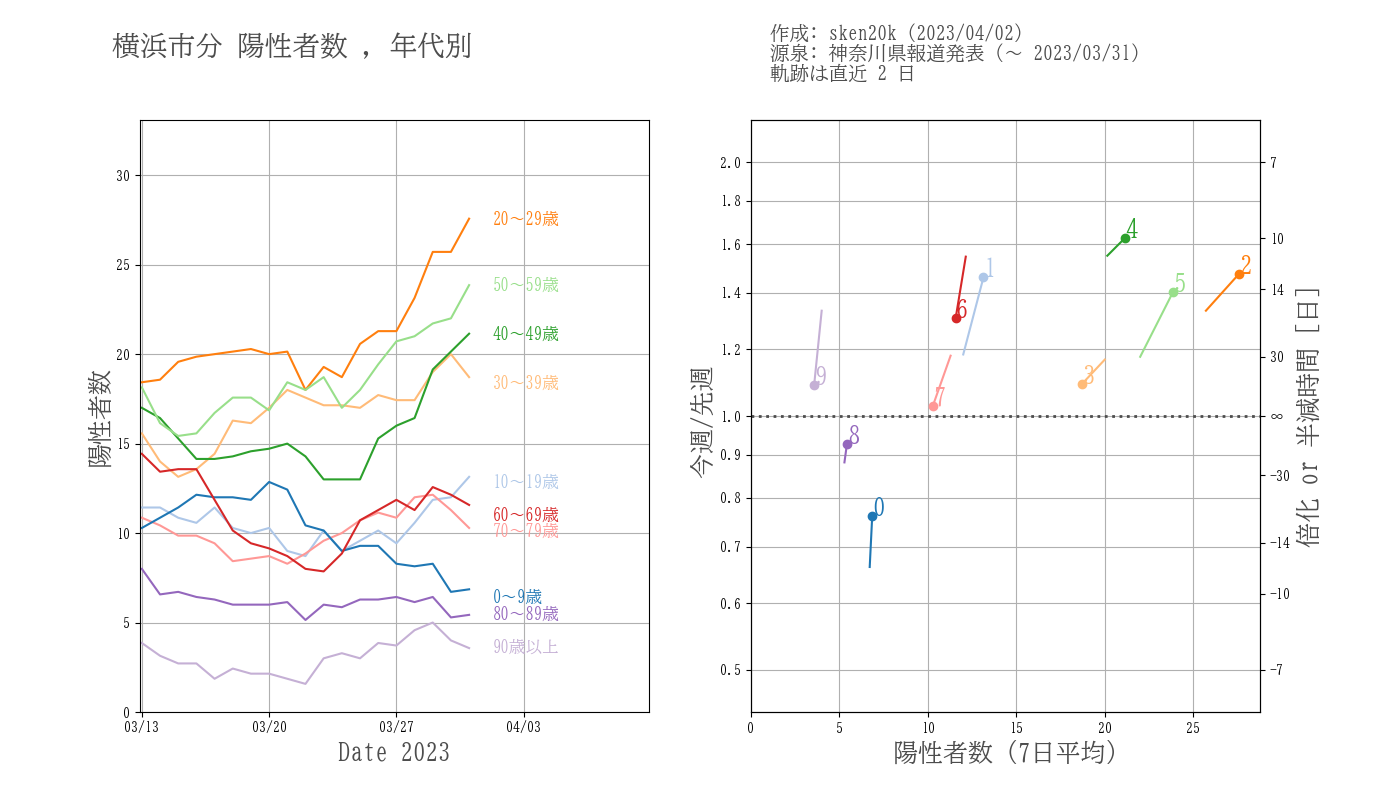 横浜市分 陽性者数 , 年代別
作成: sken20k (2023/04/02)
源泉: 神奈川県報道発表 (～ 2023/03/31)
軌跡は直近 2 日
陽性者数
30
25
20
15
10
5
0
20～29歳
50～59歳
40～49歳
30～39歳
10～19歳
60～69歳
70～79歳
0～9歳
80～89歳
90歳以上
03/13 03/20 03/27 04/03
Date 2023
今週/先週
2.0
1.8
1.6
1.4
1.2
1.0
0.9
0.8
0.7
0.6
0.5
4
2
1
5
6
3
9
7
8
0
7
10
14
30
∞
-30
-14
-10
-7
倍化 or 半減時間 [日]
0 5 10 15 20 25
陽性者数 (7日平均)